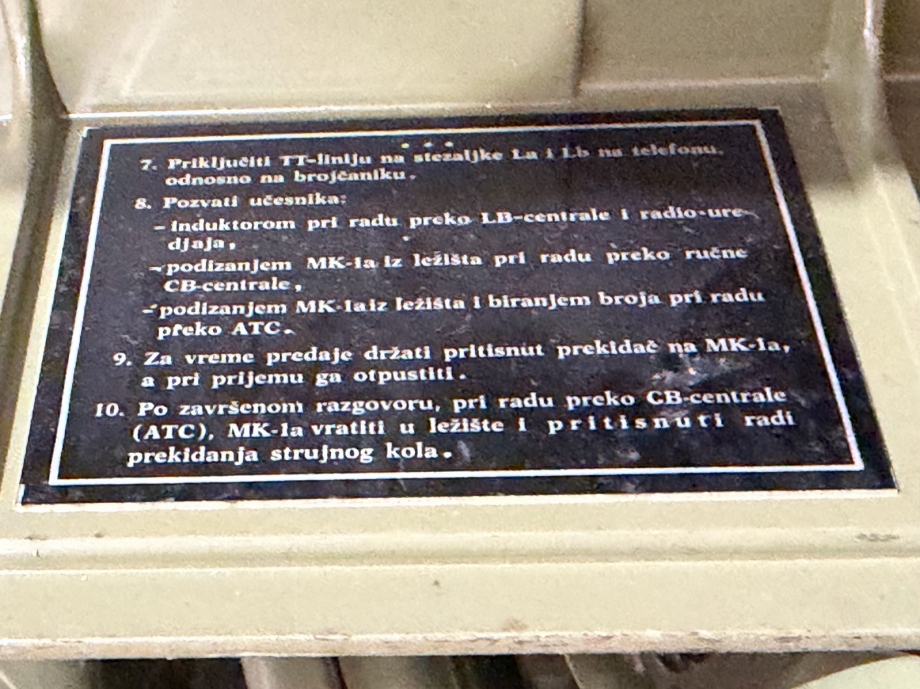 7. Priključiti TT-liniju na stezaljke La i Lb na telefonu,
odnosno na brojčaniku.
8. Pozvati učesnika:
- induktorom pri radu preko LB-centrale i radio-ure-
djaja,
- podizanjem MK-1a iz ležišta pri radu preko ručne
CB-centrale,
- podizanjem MK-1a iz ležišta i biranjem broja pri radu
preko ATC.
9. Za vreme predaje držati pritisnut prekidač na MK-1a,
a pri prijemu ga otpustiti.
10. Po završenom razgovoru, pri radu preko CB-centrale
(ATC), MK-1a vratiti u ležište i pritisnuti radi
prekidanja strujnog kola.